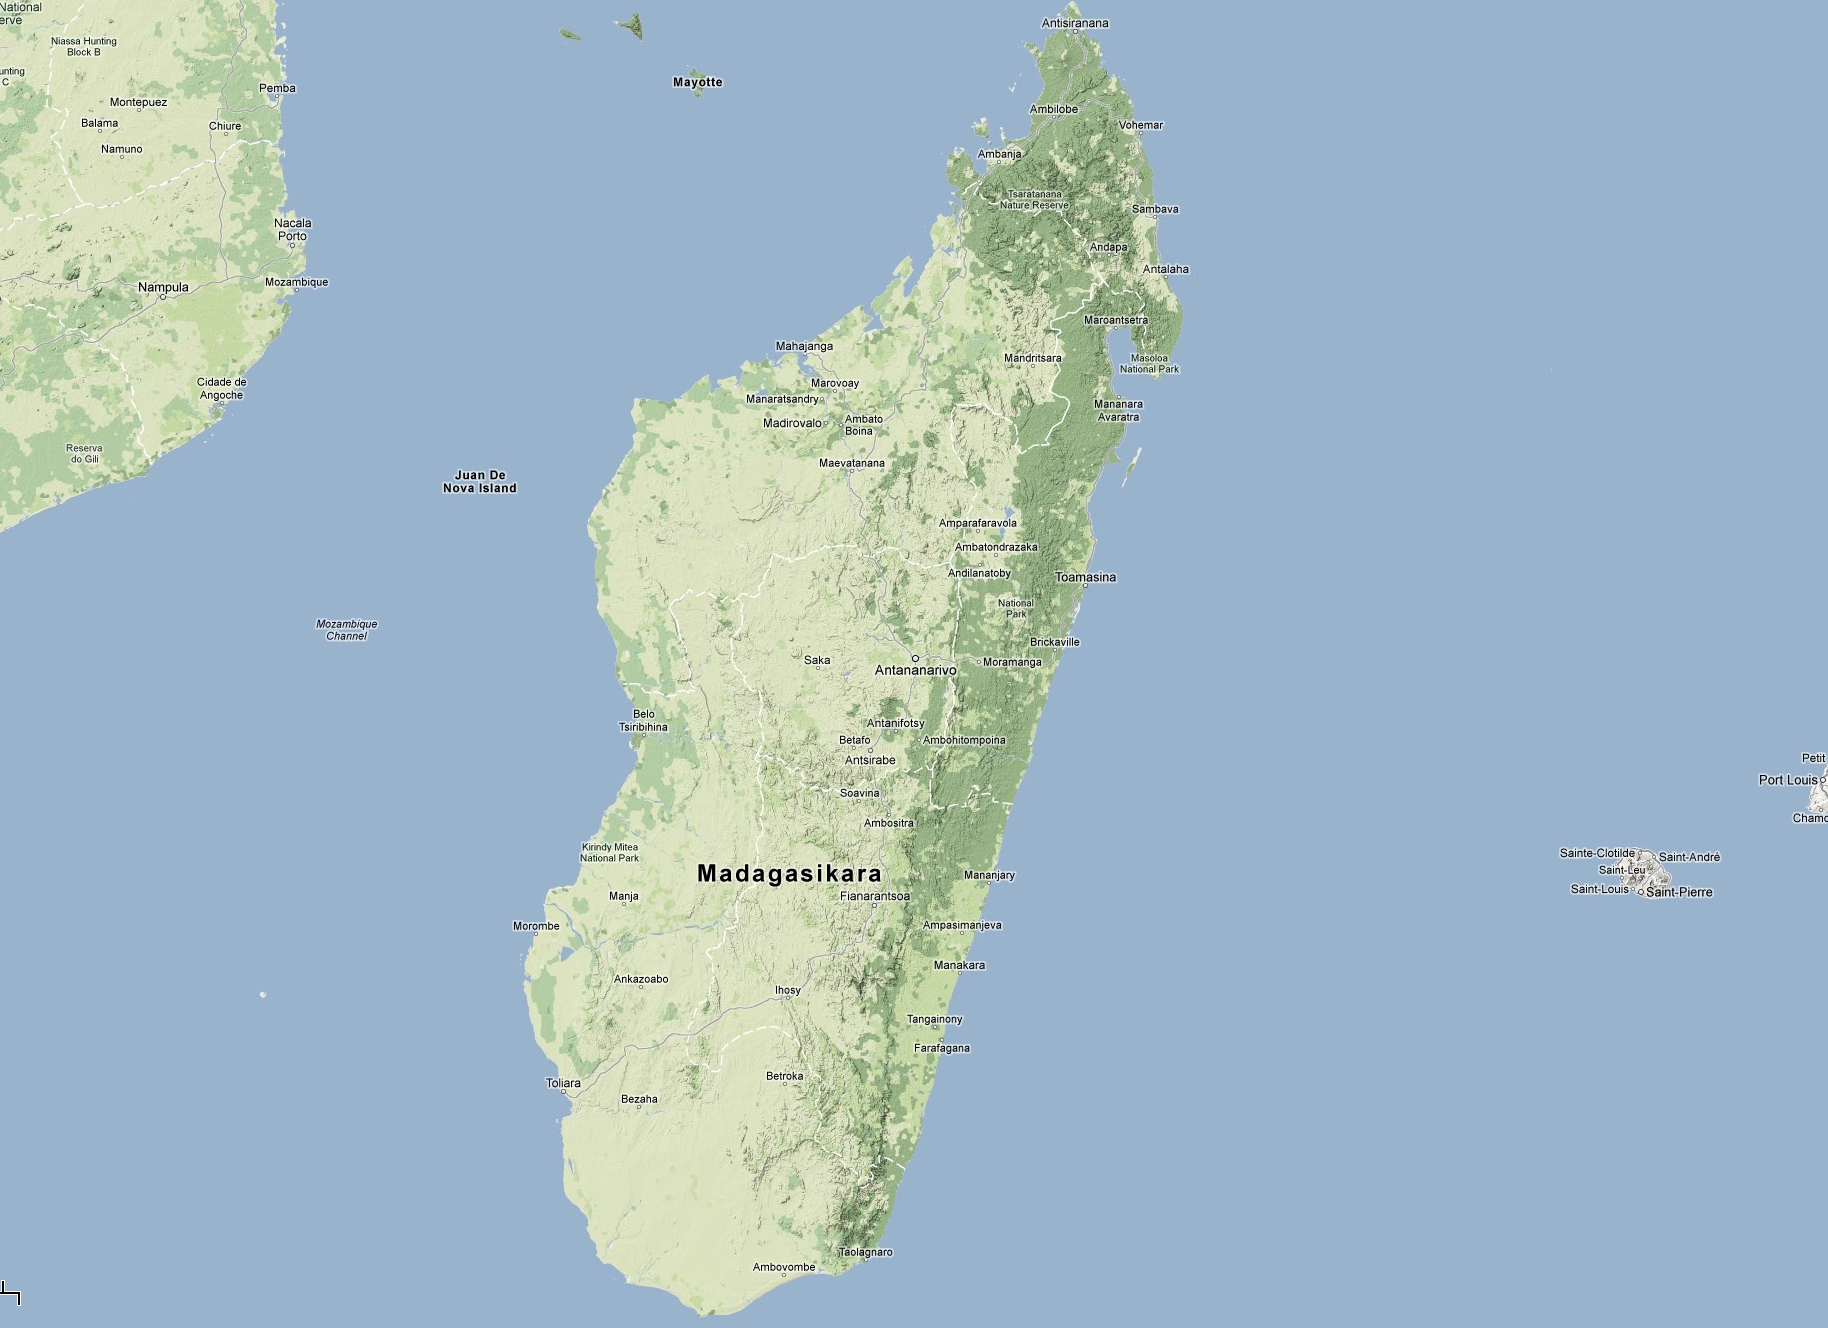 National
erve
Niassa Hunting
Block B
unting
C
Pemba
Montepuez
Balama
Chiure
Namuno
Nacala
Porto
Mozambique
Nampula
Cidade de
Angoche
Reserva
do Gili
Juan De
Nova Island
Mozambique
Channel
Mayotte
Antisiranana
Ambilobe
Vohemar
Ambanja
Tsaratanana
Nature Reserve
Sambava
Andapa
Antalaha
Maroantsetra
Mahajanga
Mandritsara
Masoloa
National Park
Marovoay
Manaratsandry
Mananara
Avaratra
Madirovalo
Ambato
Boina
Maevatanana
Amparafaravola
Ambatondrazaka
Andilanatoby
Toamasina
National
Park
Brickaville
Saka
Antananarivo
Moramanga
Belo
Tsiribihina
Antanifotsy
Betafo
Ambohitompoina
Antsirabe
Soavina
Ambositra
Kirindy Mitea
National Park
Madagasikara
Mananjary
Manja
Fianarantsoa
Morombe
Ampasimanjeva
Manakara
Ankazoabo
Ihosy
Tangainony
Farafagana
Toliara
Betroka
Bezaha
Taolagnaro
Ambovombe
Petit
Port Louis
Chamo
Sainte-Clotilde
Saint-André
Saint-Leu
Saint-Louis
Saint-Pierre